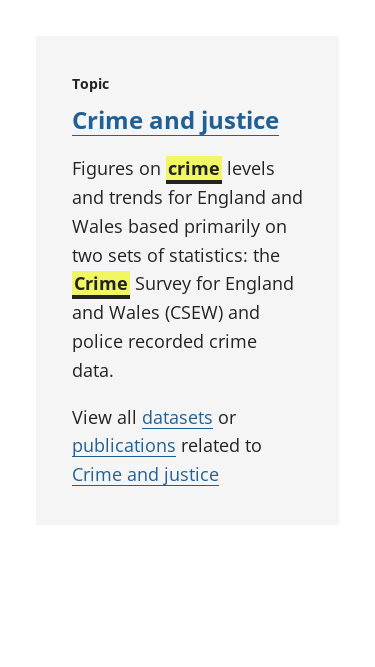 Topic
Crime and justice
Figures on crime levels
and trends for England and
Wales based primarily on
two sets of statistics: the
Crime Survey for England
and Wales (CSEW) and
police recorded crime
data.
View all datasets or
publications related to
Crime and justice